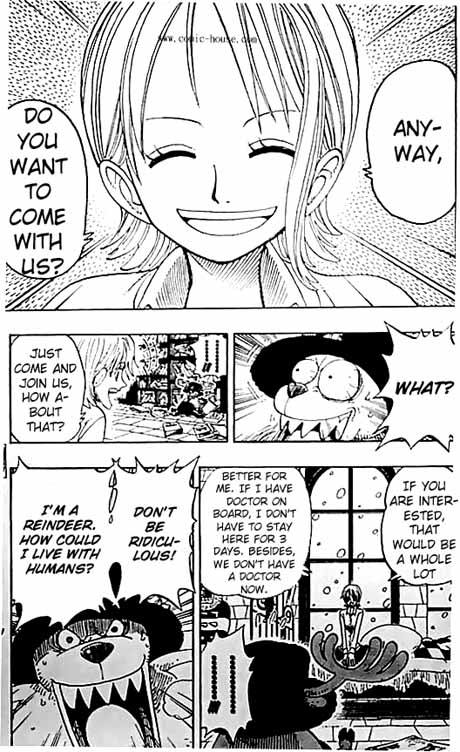 www.comic-house.com
ANY-
WAY,
DO
YOU
WANT
TO
COME
WITH
US?
WHAT?
JUST
COME AND
JOIN US,
HOW A-
BOUT
THAT?
IF YOU
ARE INTER-
ESTED,
THAT
WOULD BE
A WHOLE
LOT
BETTER FOR
ME. IF I HAVE
DOCTOR ON
BOARD, I DON'T
HAVE TO STAY
HERE FOR 3
DAYS. BESIDES,
WE DON'T HAVE
A DOCTOR
NOW.
DON'T
BE
RIDICU-
LOUS!
I'M A
REINDEER.
HOW COULD
I LIVE WITH
HUMANS?